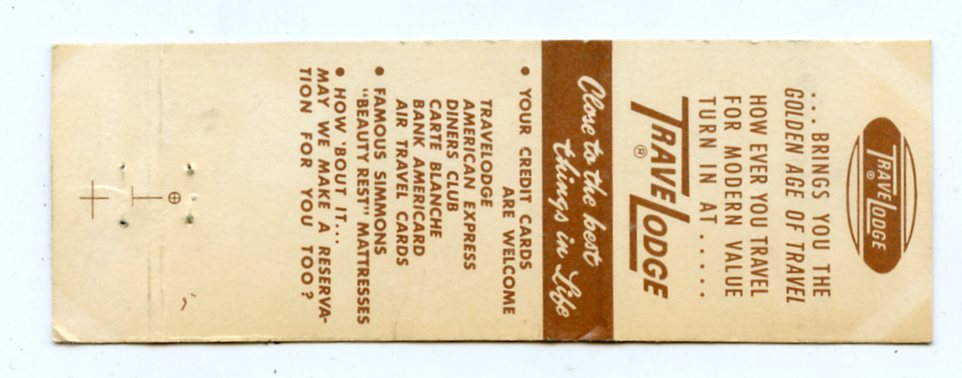 TRAVELODGE
®
... BRINGS YOU THE
GOLDEN AGE OF TRAVEL
HOW EVER YOU TRAVEL
FOR MODERN VALUE
TURN IN AT.....
TRAVELODGE
®
Close to the best
things in Life
• YOUR CREDIT CARDS
ARE WELCOME
TRAVELODGE
AMERICAN EXPRESS
DINERS CLUB
CARTE BLANCHE
BANK AMERICARD
AIR TRAVEL CARDS
• FAMOUS SIMMONS
"BEAUTY REST" MATTRESSES
• HOW 'BOUT IT...
MAY WE MAKE A RESERVA-
TION FOR YOU TOO?